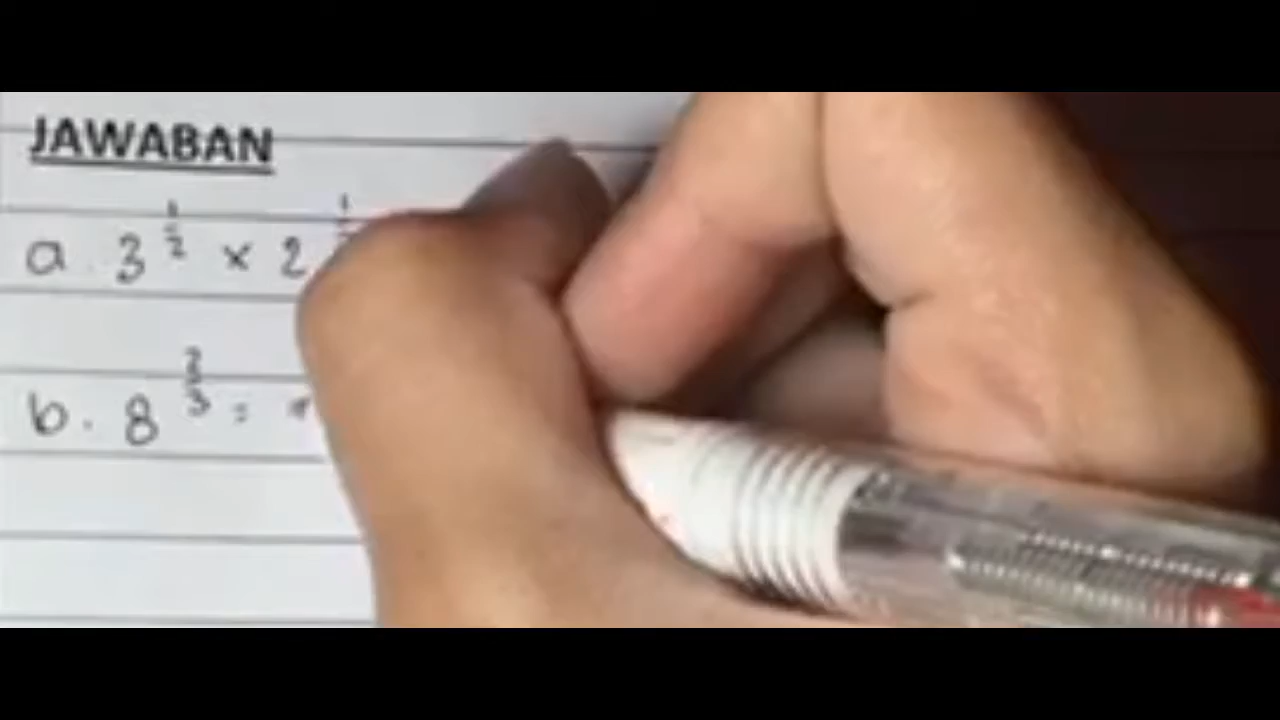 JAWABAN
a. 3^{1/2} × 2
b. 8^{2/3} =